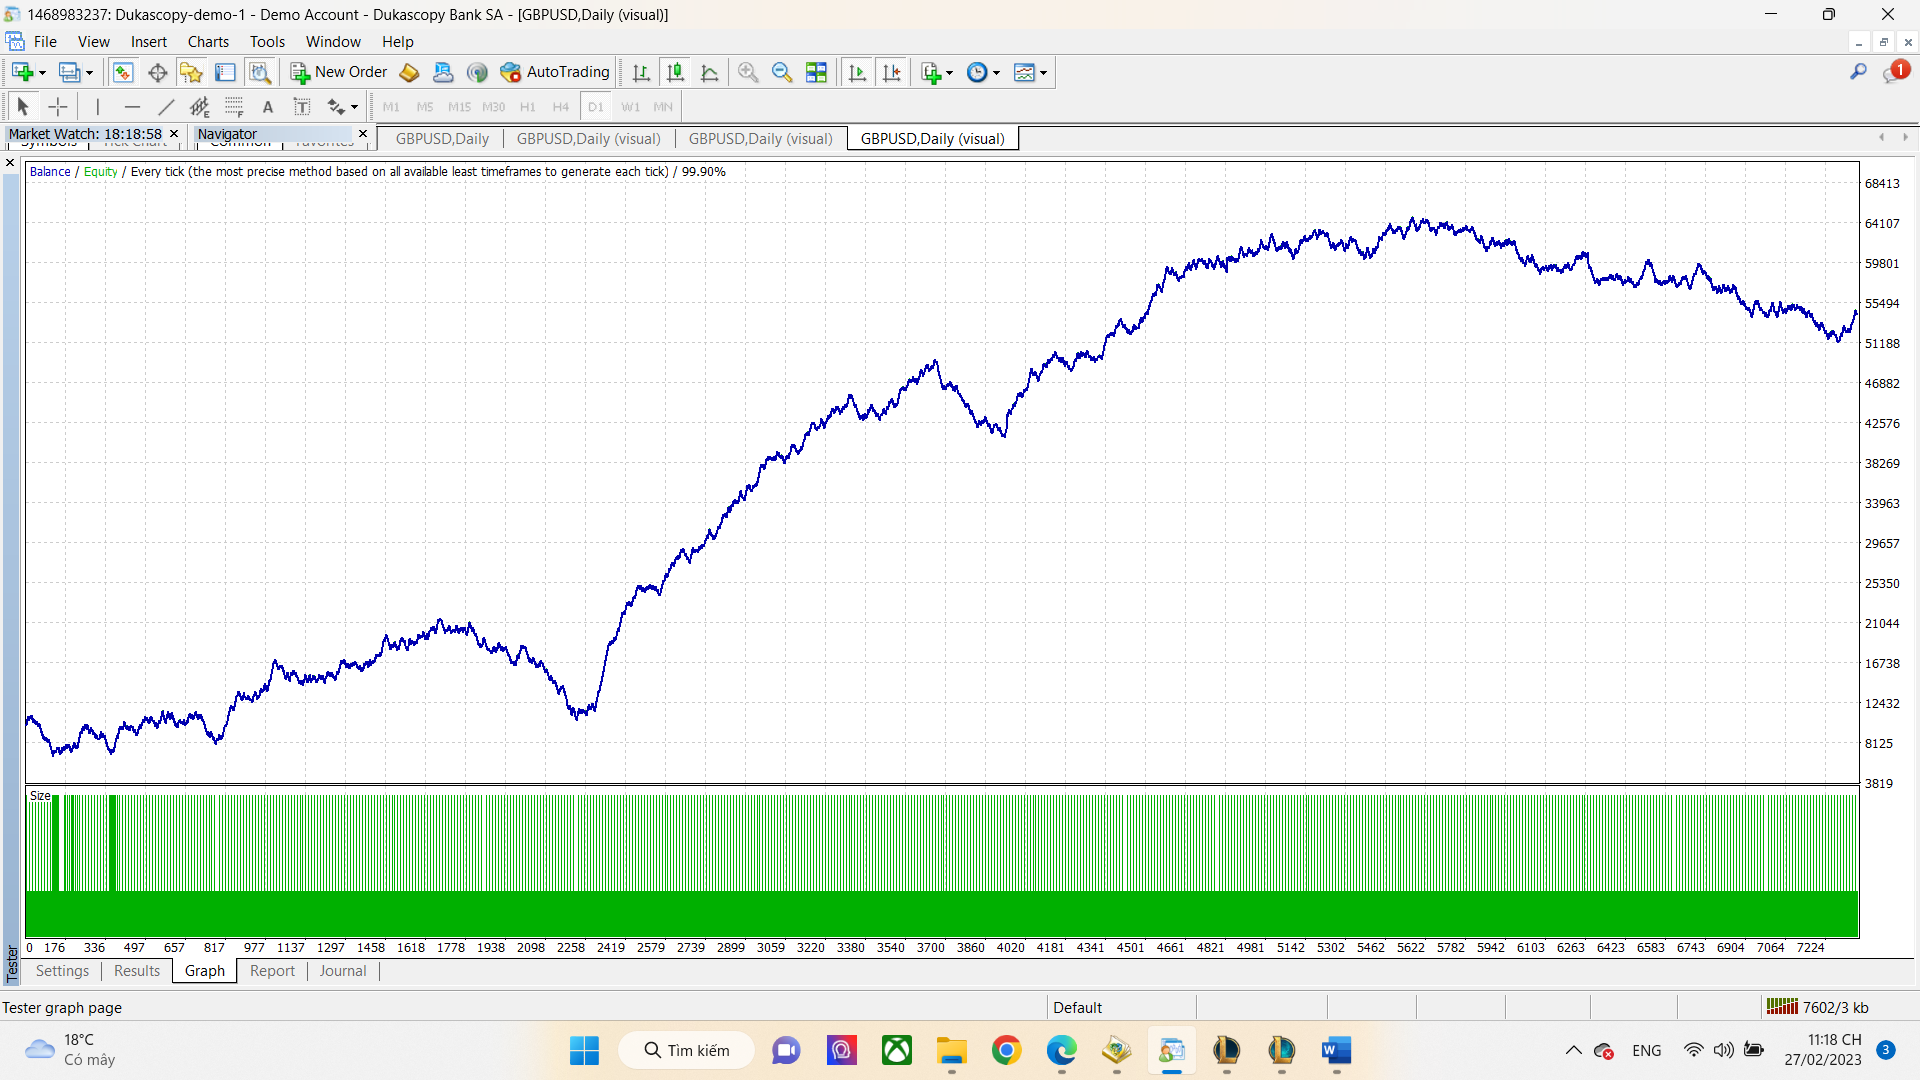 1468983237: Dukascopy-demo-1 - Demo Account - Dukascopy Bank SA - [GBPUSD,Daily (visual)]
File View Insert Charts Tools Window Help
New Order AutoTrading 1
A T M1 M5 M15 M30 H1 H4 D1 W1 MN
Market Watch: 18:18:58 Navigator GBPUSD,Daily GBPUSD,Daily (visual) GBPUSD,Daily (visual) GBPUSD,Daily (visual)
Symbols Tick Chart Common Favorites
Balance / Equity / Every tick (the most precise method based on all available least timeframes to generate each tick) / 99.90%
68413
64107
59801
55494
51188
46882
42576
38269
33963
29657
25350
21044
16738
12432
8125
3819
Size
0 176 336 497 657 817 977 1137 1297 1458 1618 1778 1938 2098 2258 2419 2579 2739 2899 3059 3220 3380 3540 3700 3860 4020 4181 4341 4501 4661 4821 4981 5142 5302 5462 5622 5782 5942 6103 6263 6423 6583 6743 6904 7064 7224
Tester
Settings Results Graph Report Journal
Tester graph page Default 7602/3 kb
18°C
Có mây
Tìm kiếm
ENG
11:18 CH
27/02/2023
3